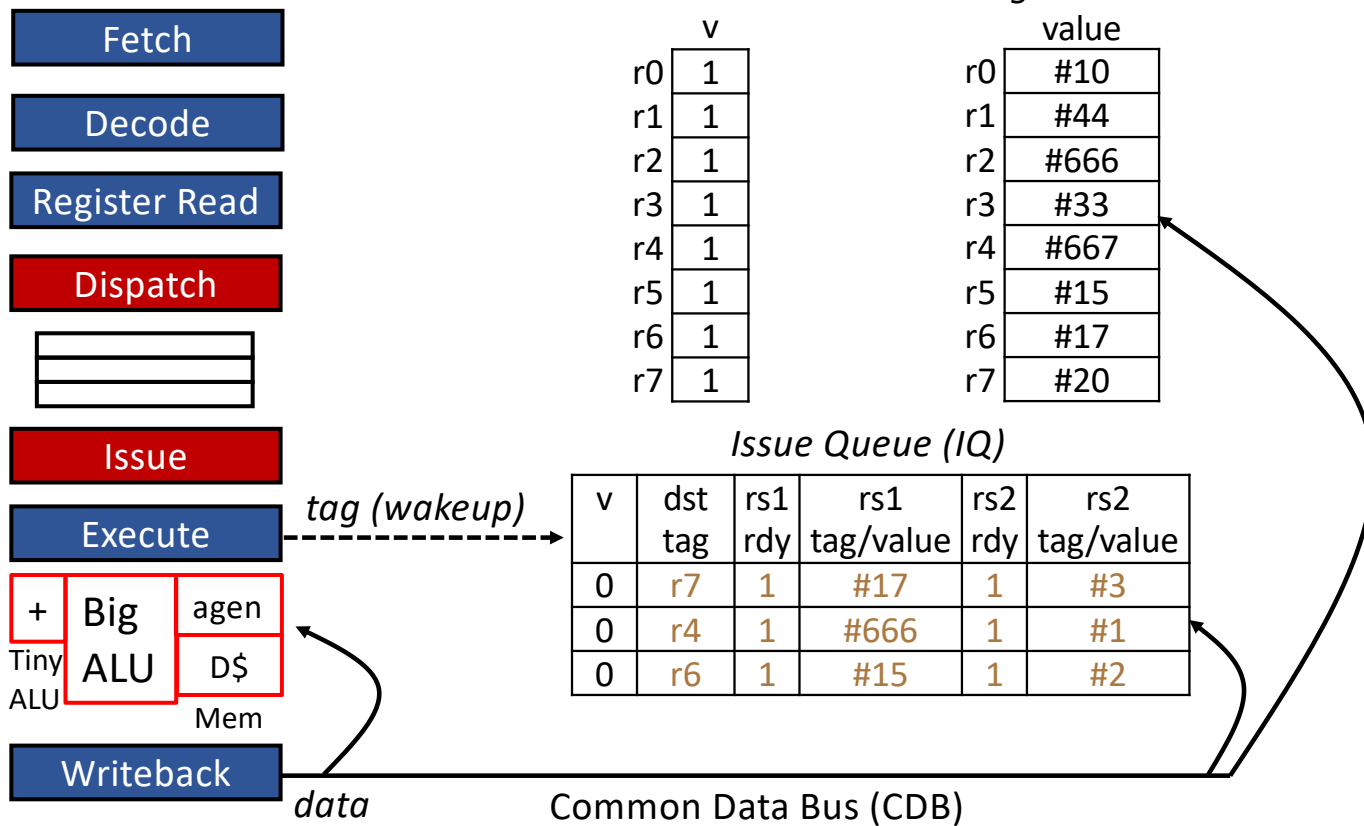 Fetch
Decode
Register Read
Dispatch
Issue
Execute
+
Big
ALU
agen
D$
Tiny
ALU
Mem
Writeback
v
r0 1
r1 1
r2 1
r3 1
r4 1
r5 1
r6 1
r7 1
value
r0 #10
r1 #44
r2 #666
r3 #33
r4 #667
r5 #15
r6 #17
r7 #20
tag (wakeup)
Issue Queue (IQ)
v dst rs1 rs1 rs2 rs2
tag rdy tag/value rdy tag/value
0 r7 1 #17 1 #3
0 r4 1 #666 1 #1
0 r6 1 #15 1 #2
data
Common Data Bus (CDB)